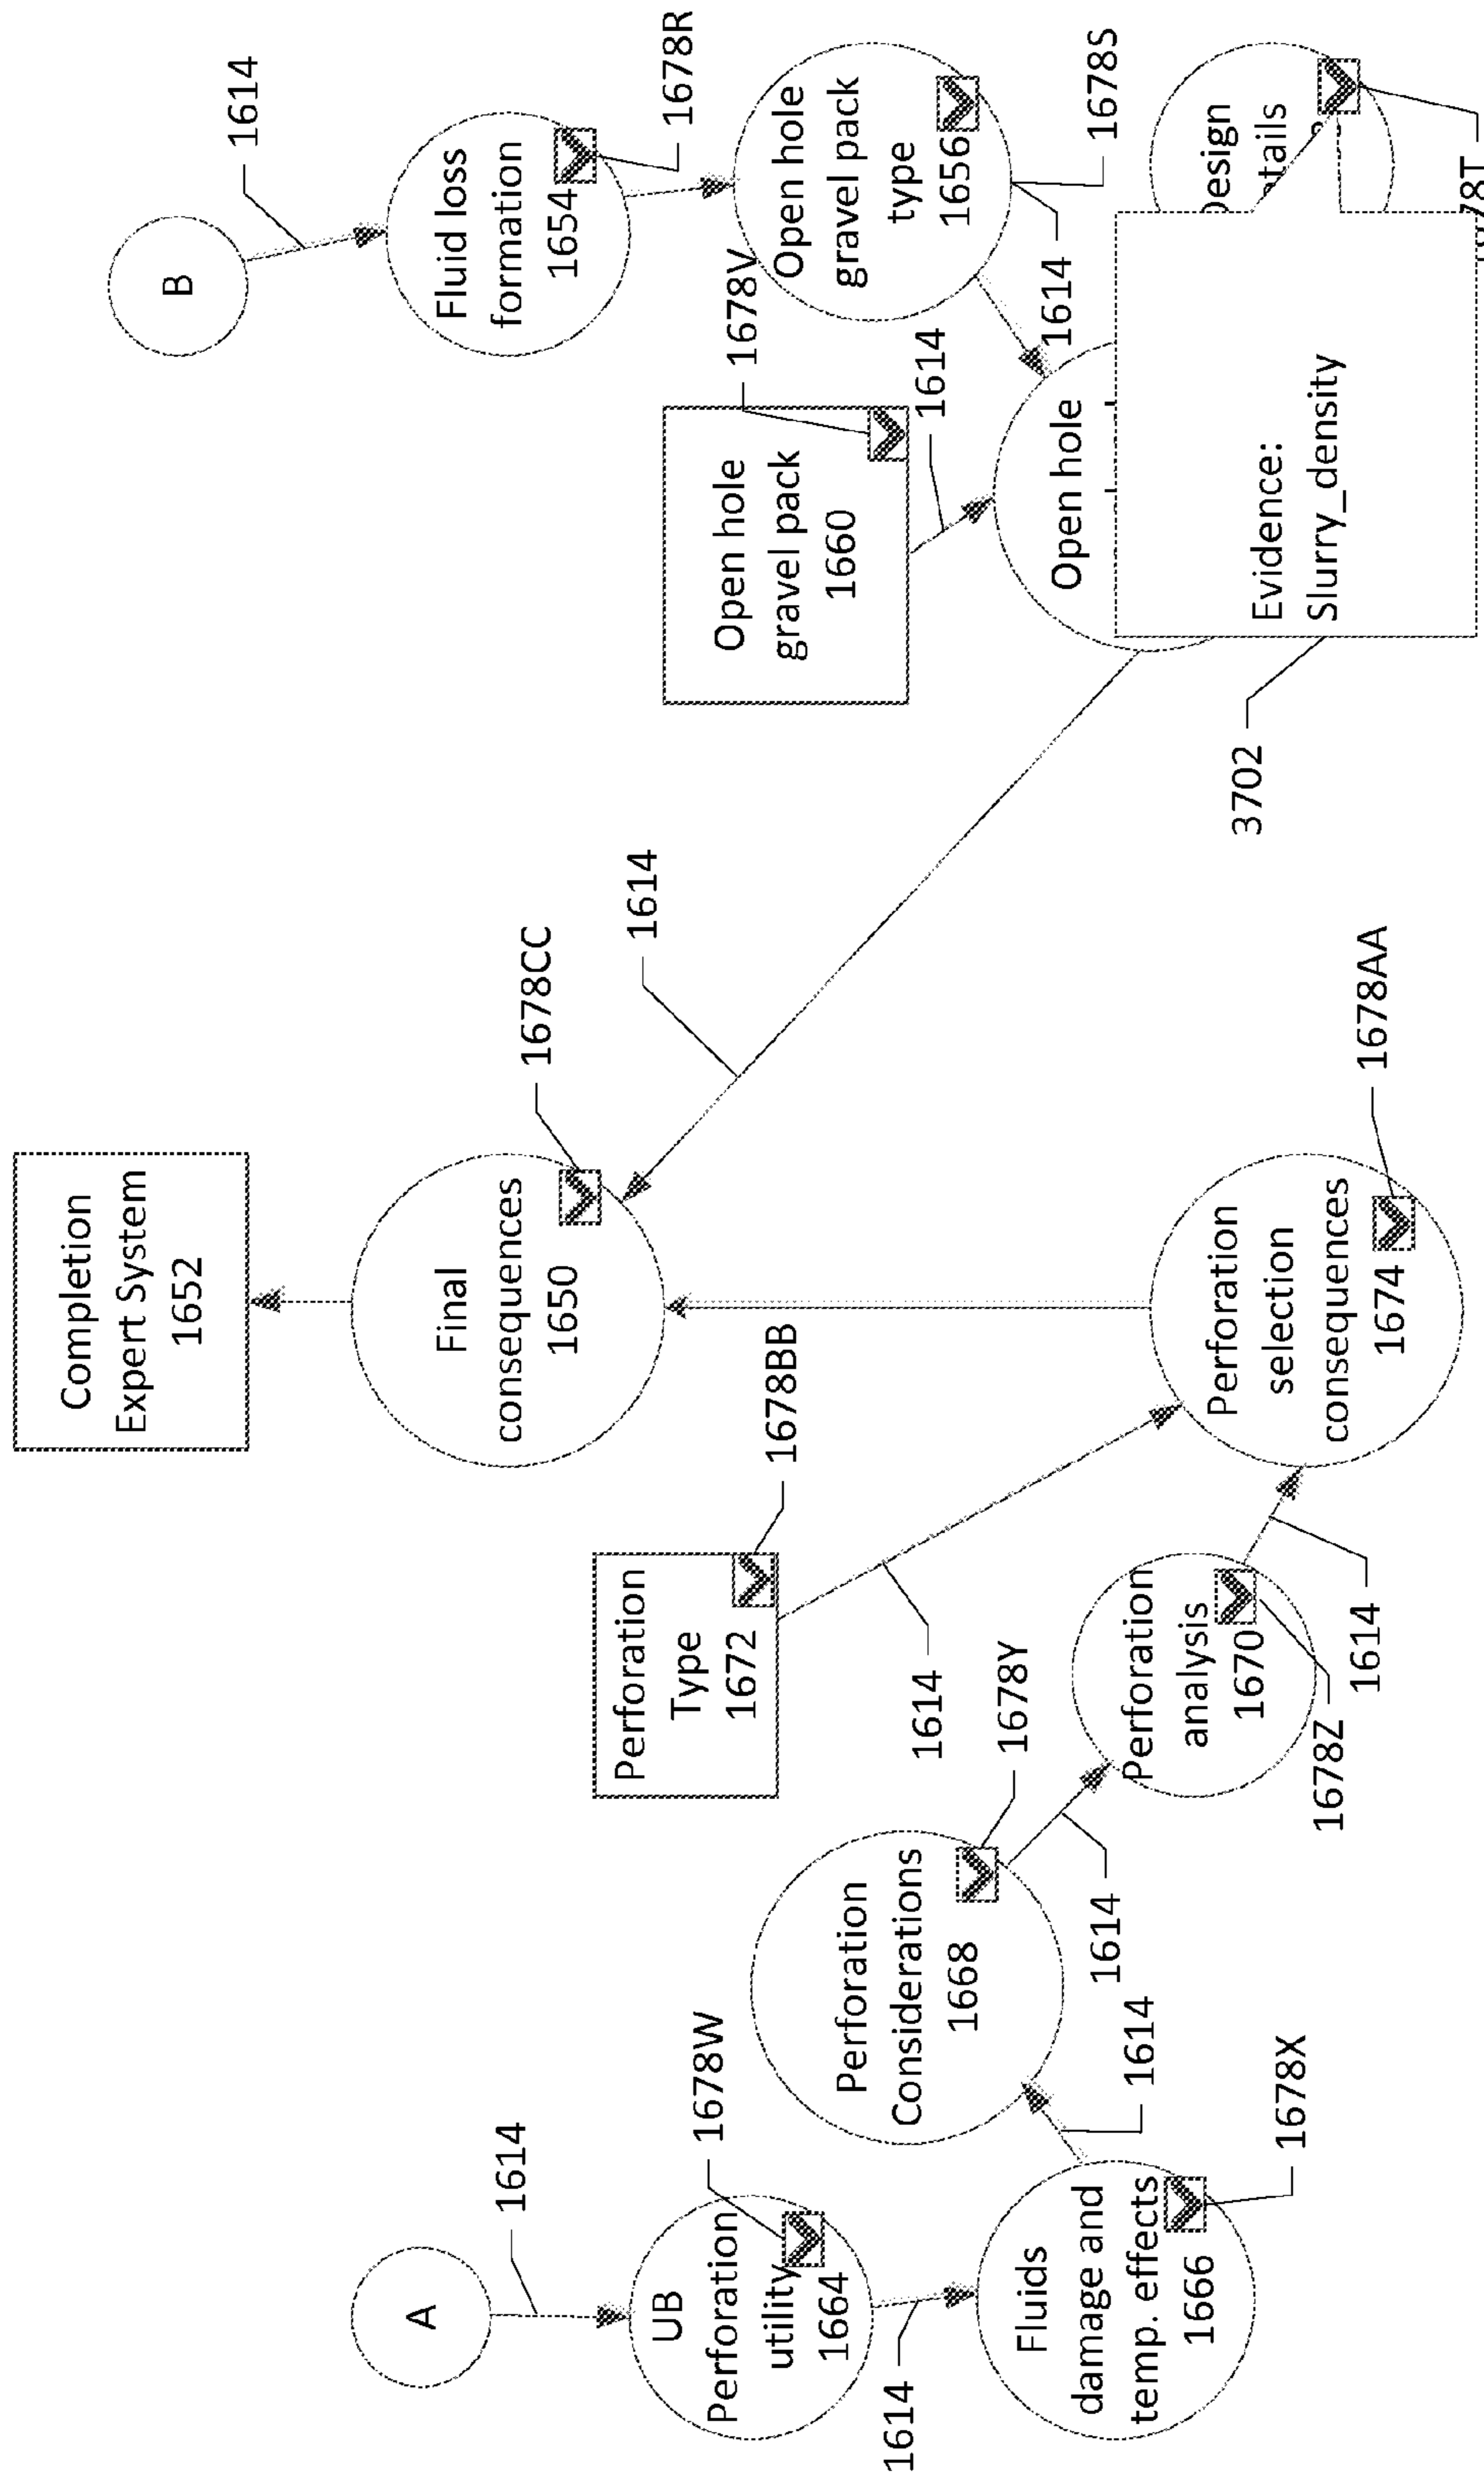 Completion
Expert System
1652
Final
consequences
1650
1678CC
1614
B
1614
Fluid loss
formation
1654
1678R
Open hole
gravel pack
type
1656
1678S
1614
1678V
Open hole
gravel pack
1660
1614
Open hole
Evidence:
Slurry_density
3702
A
1614
UB
Perforation
utility
1664
1678W
1614
Fluids
damage and
temp. effects
1666
1678X
1614
Perforation
Considerations
1668
1678Y
1614
Perforation
analysis
1670
1678Z
1614
Perforation
Type
1672
1678BB
1614
Perforation
selection
consequences
1674
1678AA